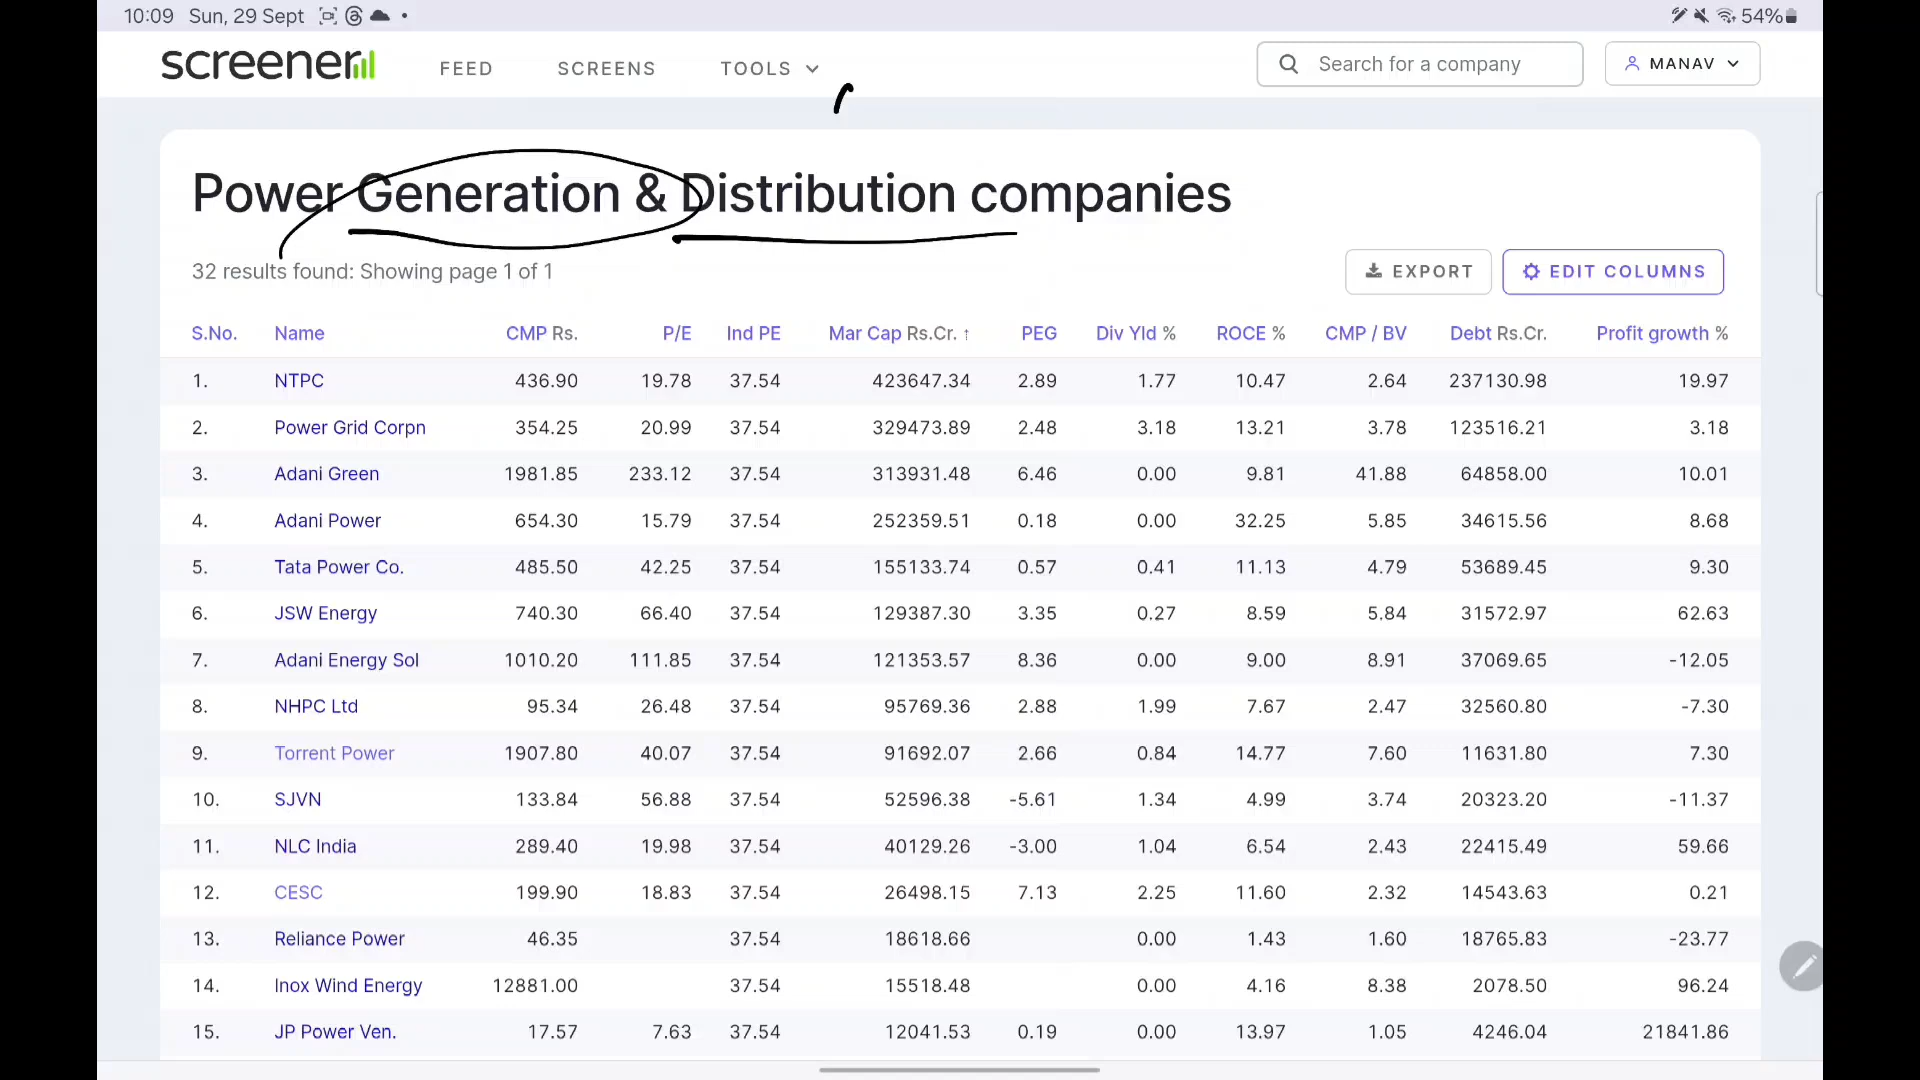 10:09 Sun, 29 Sept 54%
screener FEED SCREENS TOOLS Search for a company MANAV
Power Generation & Distribution companies
32 results found: Showing page 1 of 1 EXPORT EDIT COLUMNS
S.No. Name CMP Rs. P/E Ind PE Mar Cap Rs.Cr. ↑ PEG Div Yld % ROCE % CMP / BV Debt Rs.Cr. Profit growth %
1. NTPC 436.90 19.78 37.54 423647.34 2.89 1.77 10.47 2.64 237130.98 19.97
2. Power Grid Corpn 354.25 20.99 37.54 329473.89 2.48 3.18 13.21 3.78 123516.21 3.18
3. Adani Green 1981.85 233.12 37.54 313931.48 6.46 0.00 9.81 41.88 64858.00 10.01
4. Adani Power 654.30 15.79 37.54 252359.51 0.18 0.00 32.25 5.85 34615.56 8.68
5. Tata Power Co. 485.50 42.25 37.54 155133.74 0.57 0.41 11.13 4.79 53689.45 9.30
6. JSW Energy 740.30 66.40 37.54 129387.30 3.35 0.27 8.59 5.84 31572.97 62.63
7. Adani Energy Sol 1010.20 111.85 37.54 121353.57 8.36 0.00 9.00 8.91 37069.65 -12.05
8. NHPC Ltd 95.34 26.48 37.54 95769.36 2.88 1.99 7.67 2.47 32560.80 -7.30
9. Torrent Power 1907.80 40.07 37.54 91692.07 2.66 0.84 14.77 7.60 11631.80 7.30
10. SJVN 133.84 56.88 37.54 52596.38 -5.61 1.34 4.99 3.74 20323.20 -11.37
11. NLC India 289.40 19.98 37.54 40129.26 -3.00 1.04 6.54 2.43 22415.49 59.66
12. CESC 199.90 18.83 37.54 26498.15 7.13 2.25 11.60 2.32 14543.63 0.21
13. Reliance Power 46.35 37.54 18618.66 0.00 1.43 1.60 18765.83 -23.77
14. Inox Wind Energy 12881.00 37.54 15518.48 0.00 4.16 8.38 2078.50 96.24
15. JP Power Ven. 17.57 7.63 37.54 12041.53 0.19 0.00 13.97 1.05 4246.04 21841.86